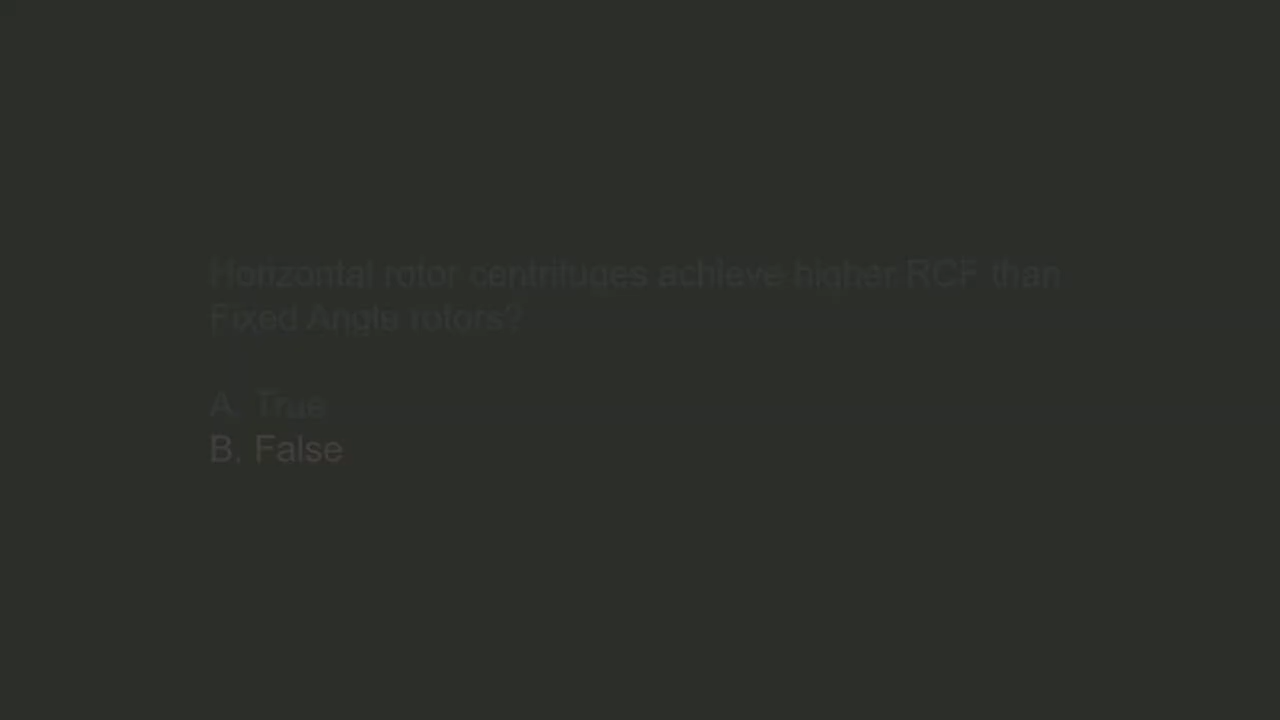 Horizontal rotor centrifuges achieve higher RCF than
Fixed Angle rotors?
A. True
B. False